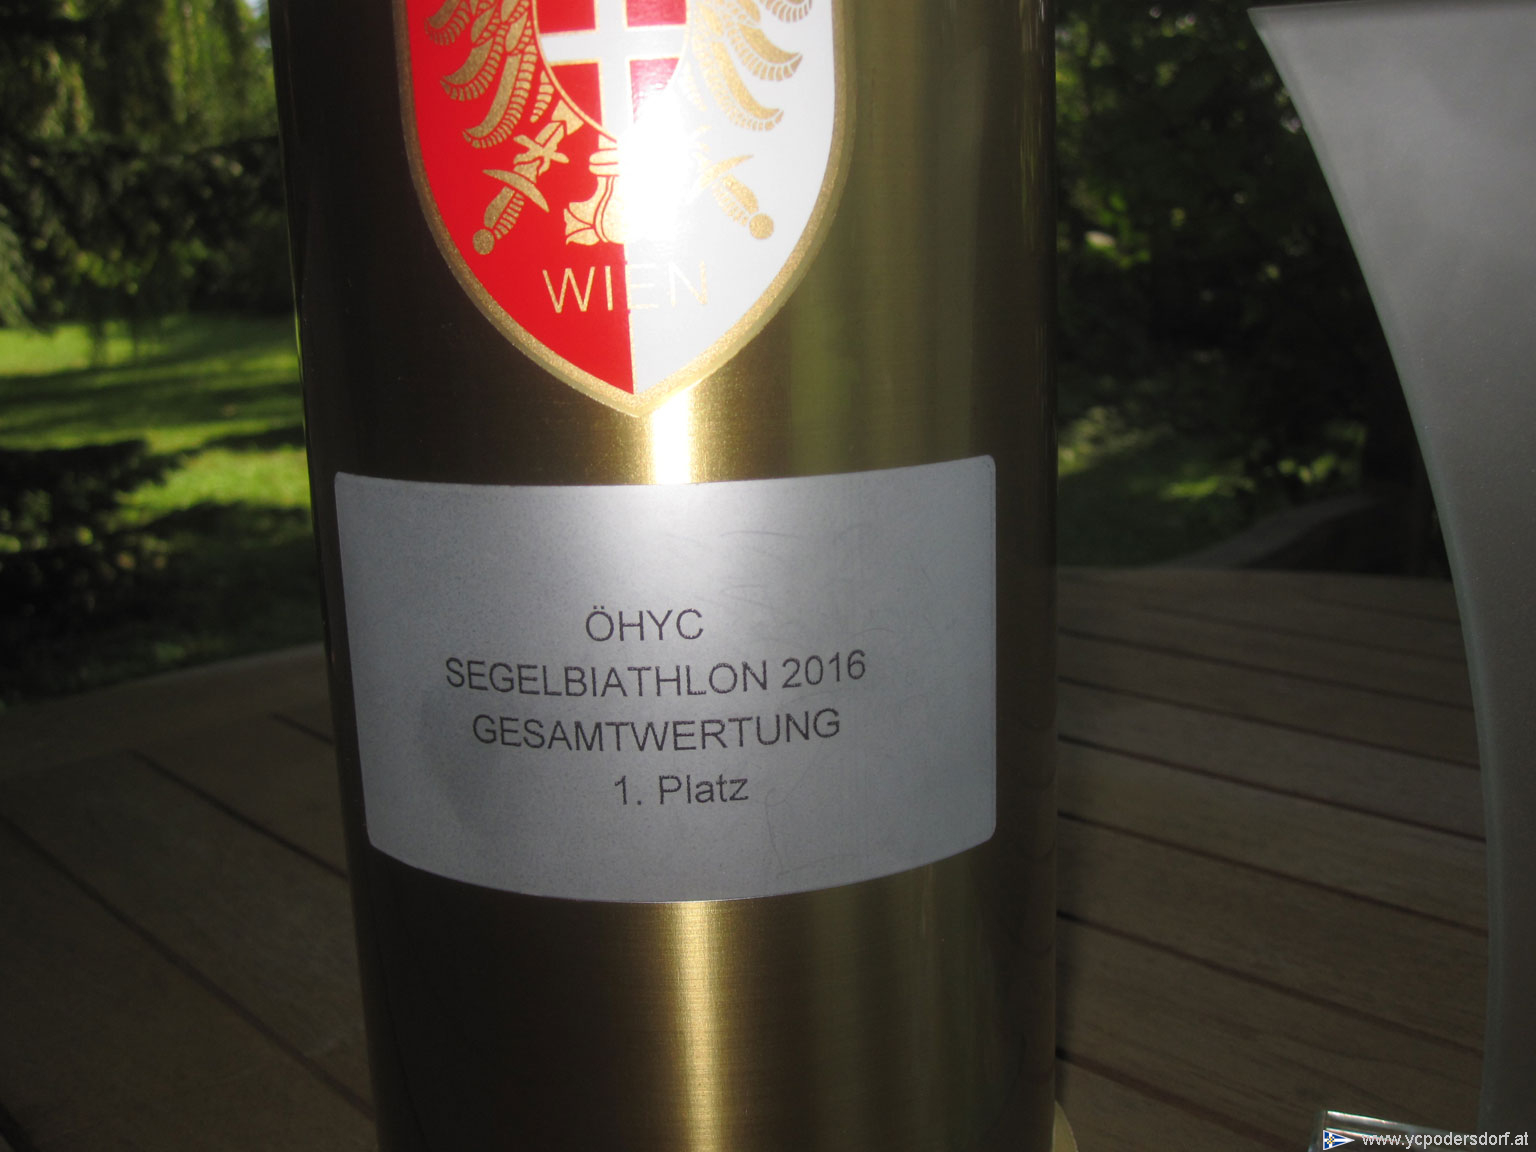 WIEN
ÖHYC
SEGELBIATHLON 2016
GESAMTWERTUNG
1. Platz
www.ycpodersdorf.at